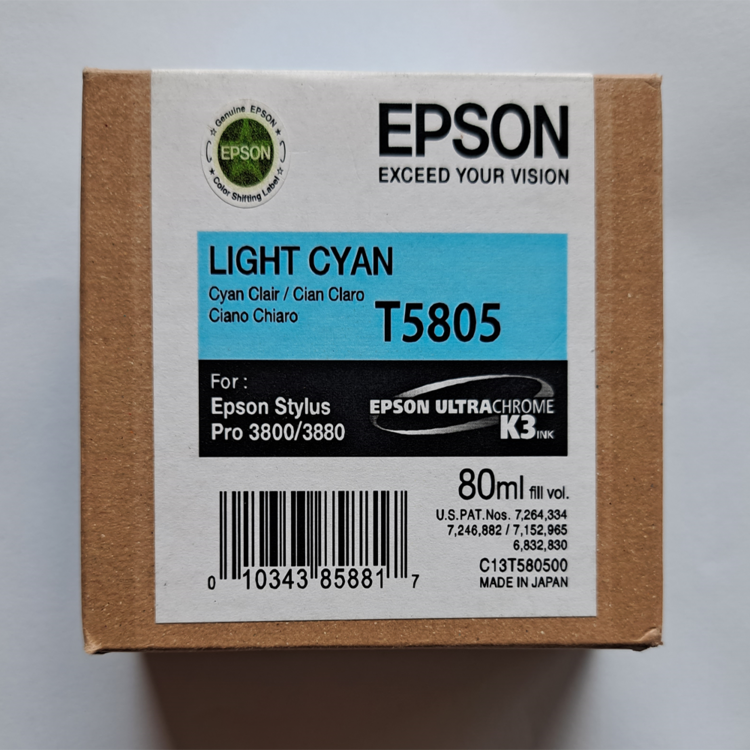 ☆ Genuine EPSON ★
EPSON
★ Color Shifting Label ☆
EPSON
EXCEED YOUR VISION
LIGHT CYAN
Cyan Clair / Cian Claro
Ciano Chiaro
T5805
For :
Epson Stylus
Pro 3800/3880
EPSON ULTRACHROME
K3 INK
80ml fill vol.
U.S.PAT.Nos. 7,264,334
7,246,882 / 7,152,965
6,832,830
C13T580500
MADE IN JAPAN
0 10343 85881 7